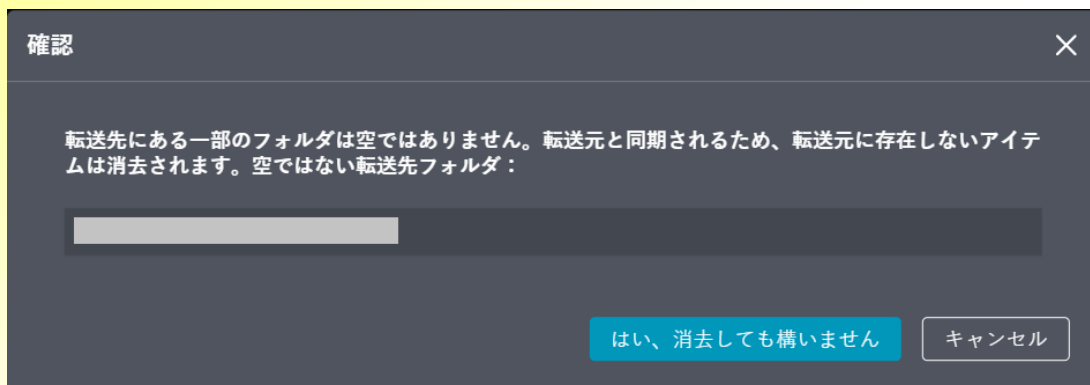 確認
転送先にある一部のフォルダは空ではありません。転送元と同期されるため、転送元に存在しないアイテ
ムは消去されます。空ではない転送先フォルダ：
はい、消去しても構いません
キャンセル